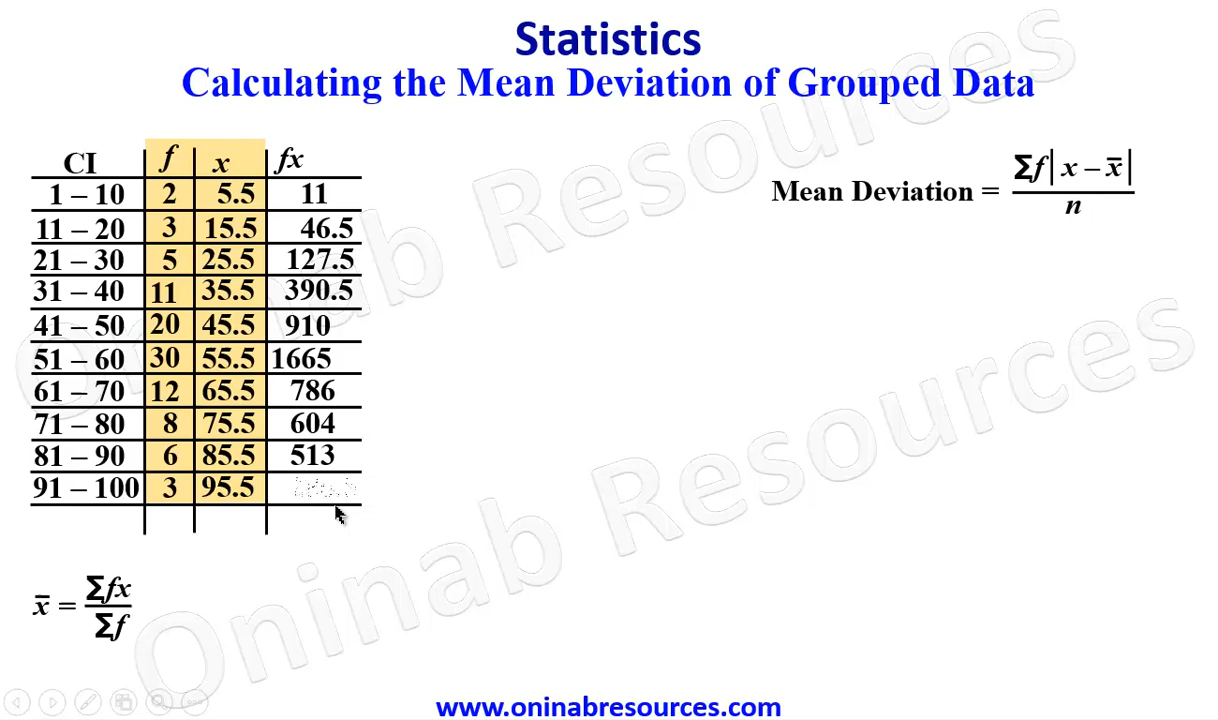 Statistics
Calculating the Mean Deviation of Grouped Data
CI f x fx
1 – 10 2 5.5 11
11 – 20 3 15.5 46.5
21 – 30 5 25.5 127.5
31 – 40 11 35.5 390.5
41 – 50 20 45.5 910
51 – 60 30 55.5 1665
61 – 70 12 65.5 786
71 – 80 8 75.5 604
81 – 90 6 85.5 513
91 – 100 3 95.5
Mean Deviation = Σf| x – x̄ | / n
x̄ = Σfx / Σf
Oninab Resources
Oninab Resources
www.oninabresources.com